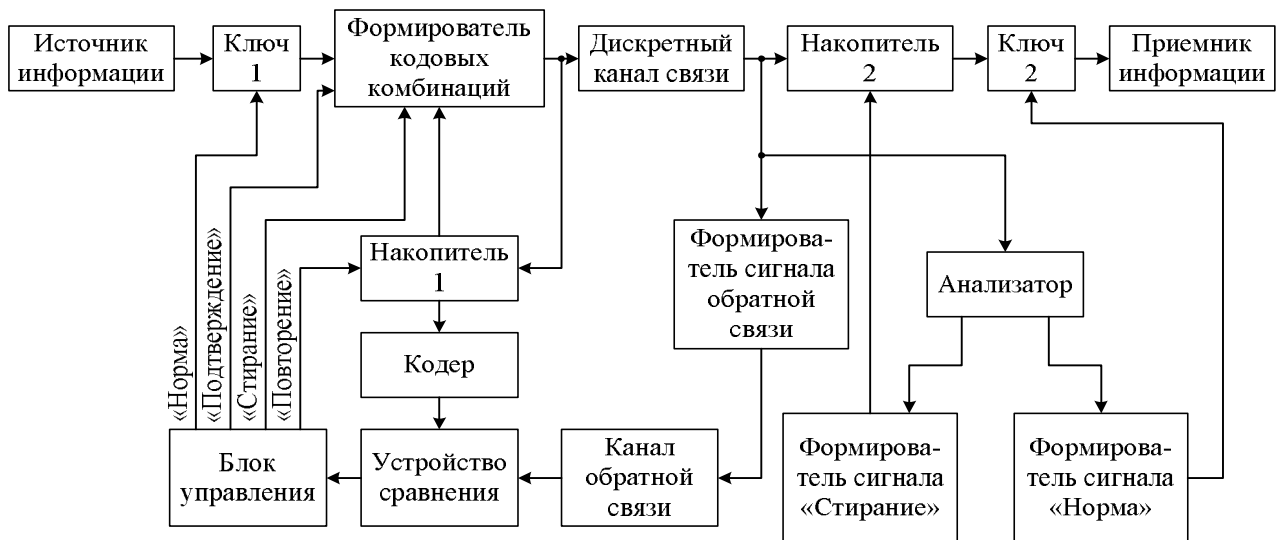 Источник
информации
Ключ
1
Формирователь
кодовых
комбинаций
Дискретный
канал связи
Накопитель
2
Ключ
2
Приемник
информации
«Норма»
«Подтверждение»
«Стирание»
«Повторение»
Накопитель
1
Формирова-
тель сигнала
обратной
связи
Анализатор
Кодер
Блок
управления
Устройство
сравнения
Канал
обратной
связи
Формирова-
тель сигнала
«Стирание»
Формирова-
тель сигнала
«Норма»